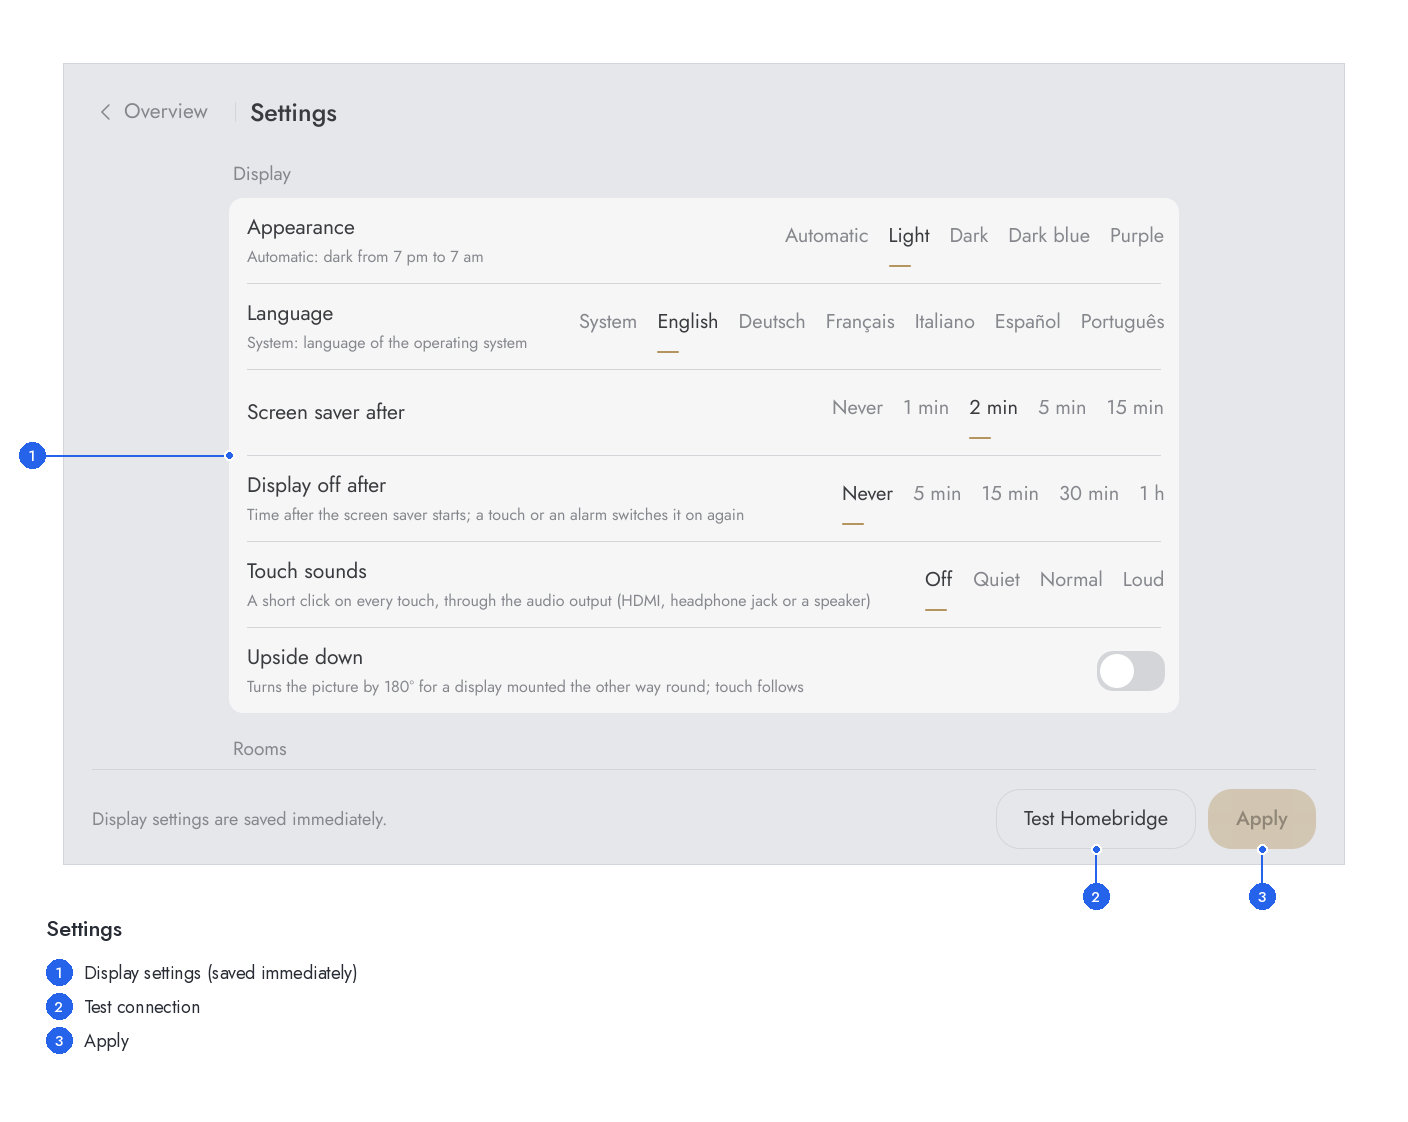 Overview Settings
Display
Appearance
Automatic: dark from 7 pm to 7 am
Automatic Light Dark Dark blue Purple
Language
System: language of the operating system
System English Deutsch Français Italiano Español Português
Screen saver after
Never 1 min 2 min 5 min 15 min
1
Display off after
Time after the screen saver starts; a touch or an alarm switches it on again
Never 5 min 15 min 30 min 1 h
Touch sounds
A short click on every touch, through the audio output (HDMI, headphone jack or a speaker)
Off Quiet Normal Loud
Upside down
Turns the picture by 180° for a display mounted the other way round; touch follows
Rooms
Display settings are saved immediately.
Test Homebridge Apply
2 3
Settings
1 Display settings (saved immediately)
2 Test connection
3 Apply